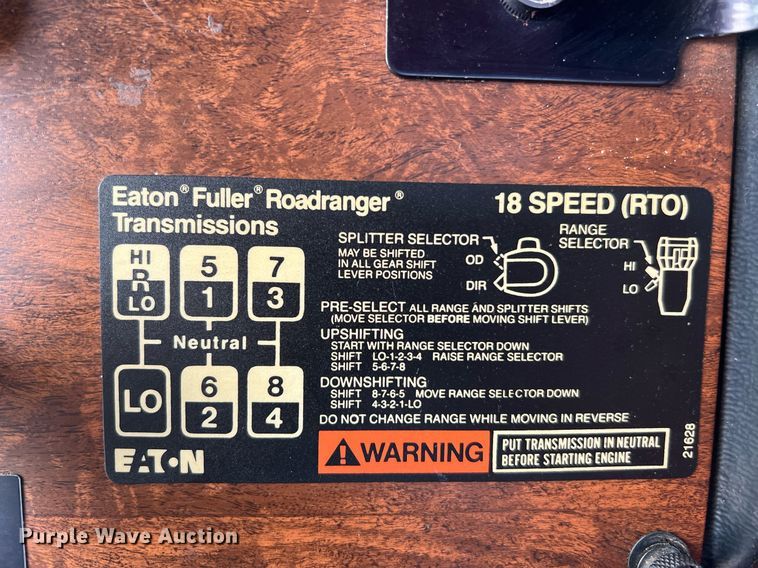 Eaton® Fuller® Roadranger®
Transmissions
18 SPEED (RTO)
HI
R
LO
5
1
7
3
Neutral
LO
6
2
8
4
EATON
SPLITTER SELECTOR
MAY BE SHIFTED
IN ALL GEAR SHIFT
LEVER POSITIONS
OD
DIR
RANGE
SELECTOR
HI
LO
PRE-SELECT ALL RANGE AND SPLITTER SHIFTS
(MOVE SELECTOR BEFORE MOVING SHIFT LEVER)
UPSHIFTING
START WITH RANGE SELECTOR DOWN
SHIFT LO-1-2-3-4 RAISE RANGE SELECTOR
SHIFT 5-6-7-8
DOWNSHIFTING
SHIFT 8-7-6-5 MOVE RANGE SELECTOR DOWN
SHIFT 4-3-2-1-LO
DO NOT CHANGE RANGE WHILE MOVING IN REVERSE
WARNING
PUT TRANSMISSION IN NEUTRAL
BEFORE STARTING ENGINE
21628
Purple Wave Auction